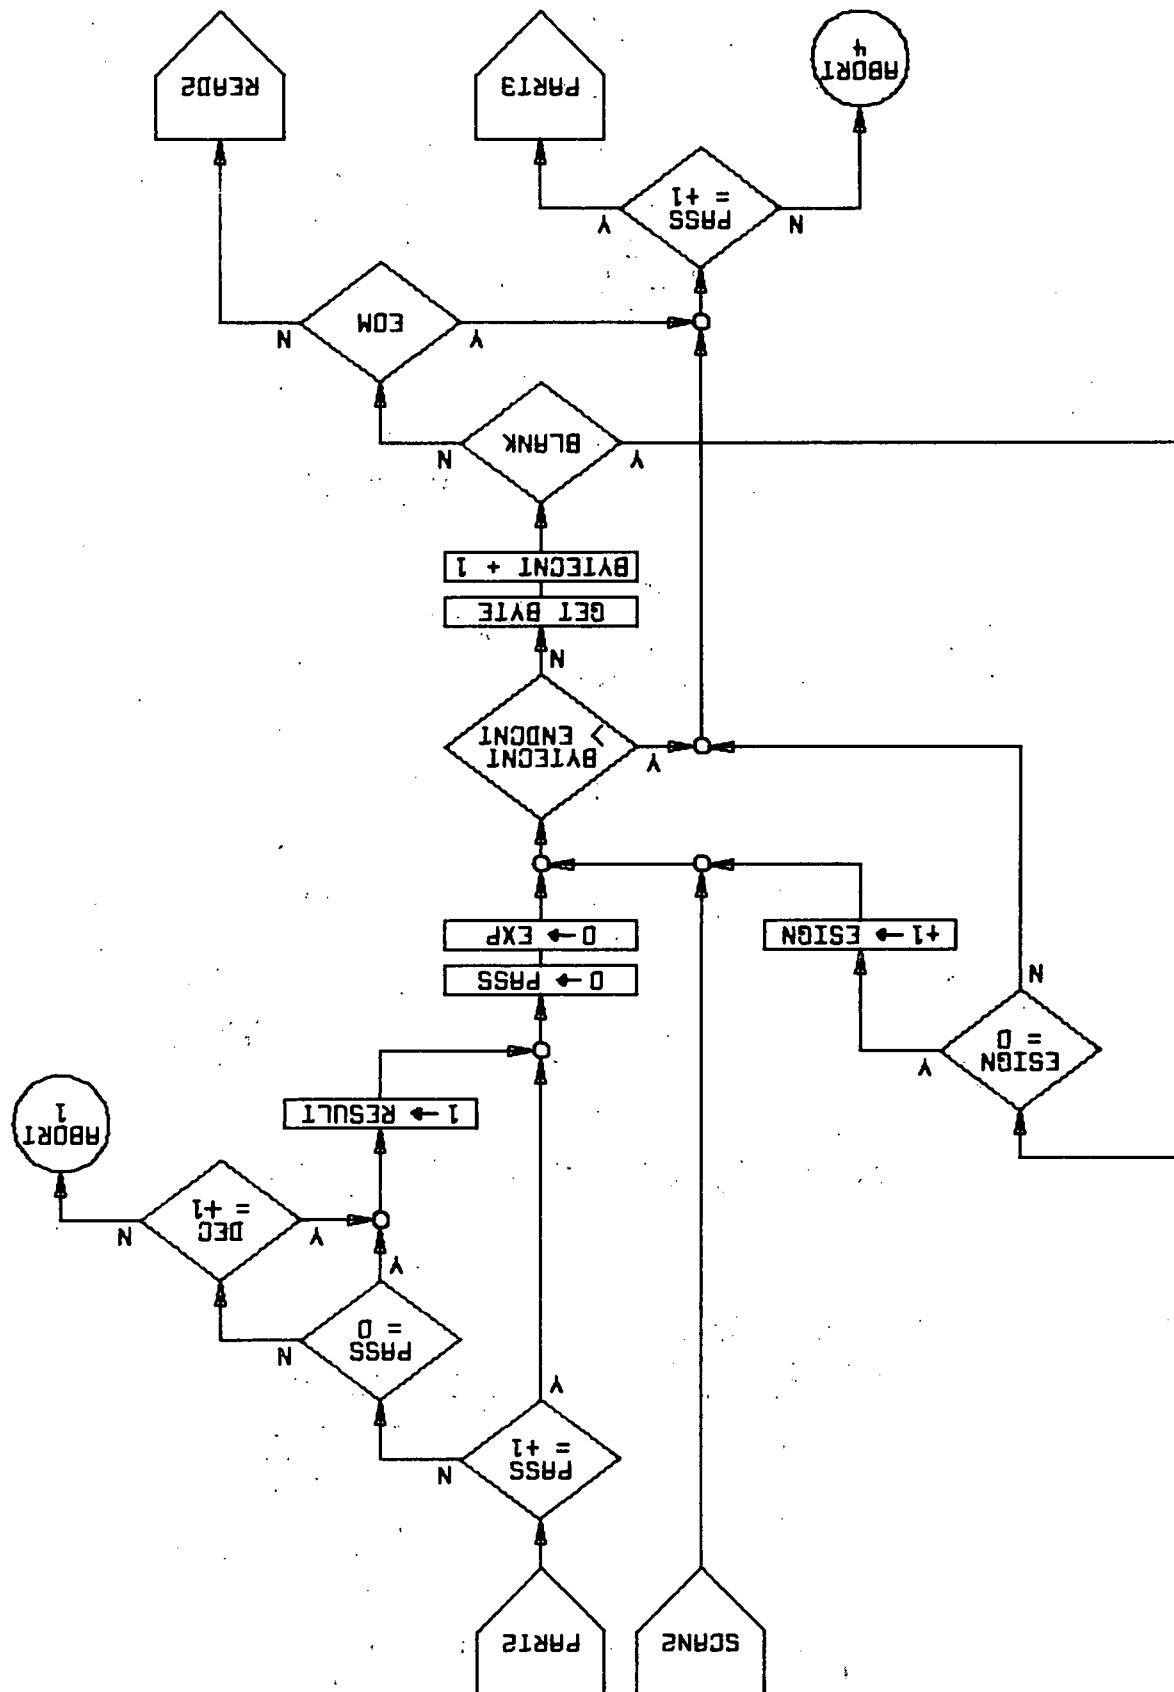 SCAN2
PART2
PASS
= +1
N
Y
PASS
= 0
N
Y
DEC
= +1
Y
N
ABORT
1
1 → RESULT
ESIGN
= 0
Y
N
0 → PASS
+1 → ESIGN
0 → EXP
BYTECNT
> ENDCNT
Y
N
GET BYTE
BYTECNT + 1
BLANK
Y
N
EOM
Y
N
PASS
= +1
N
Y
ABORT
4
PART3
READ2